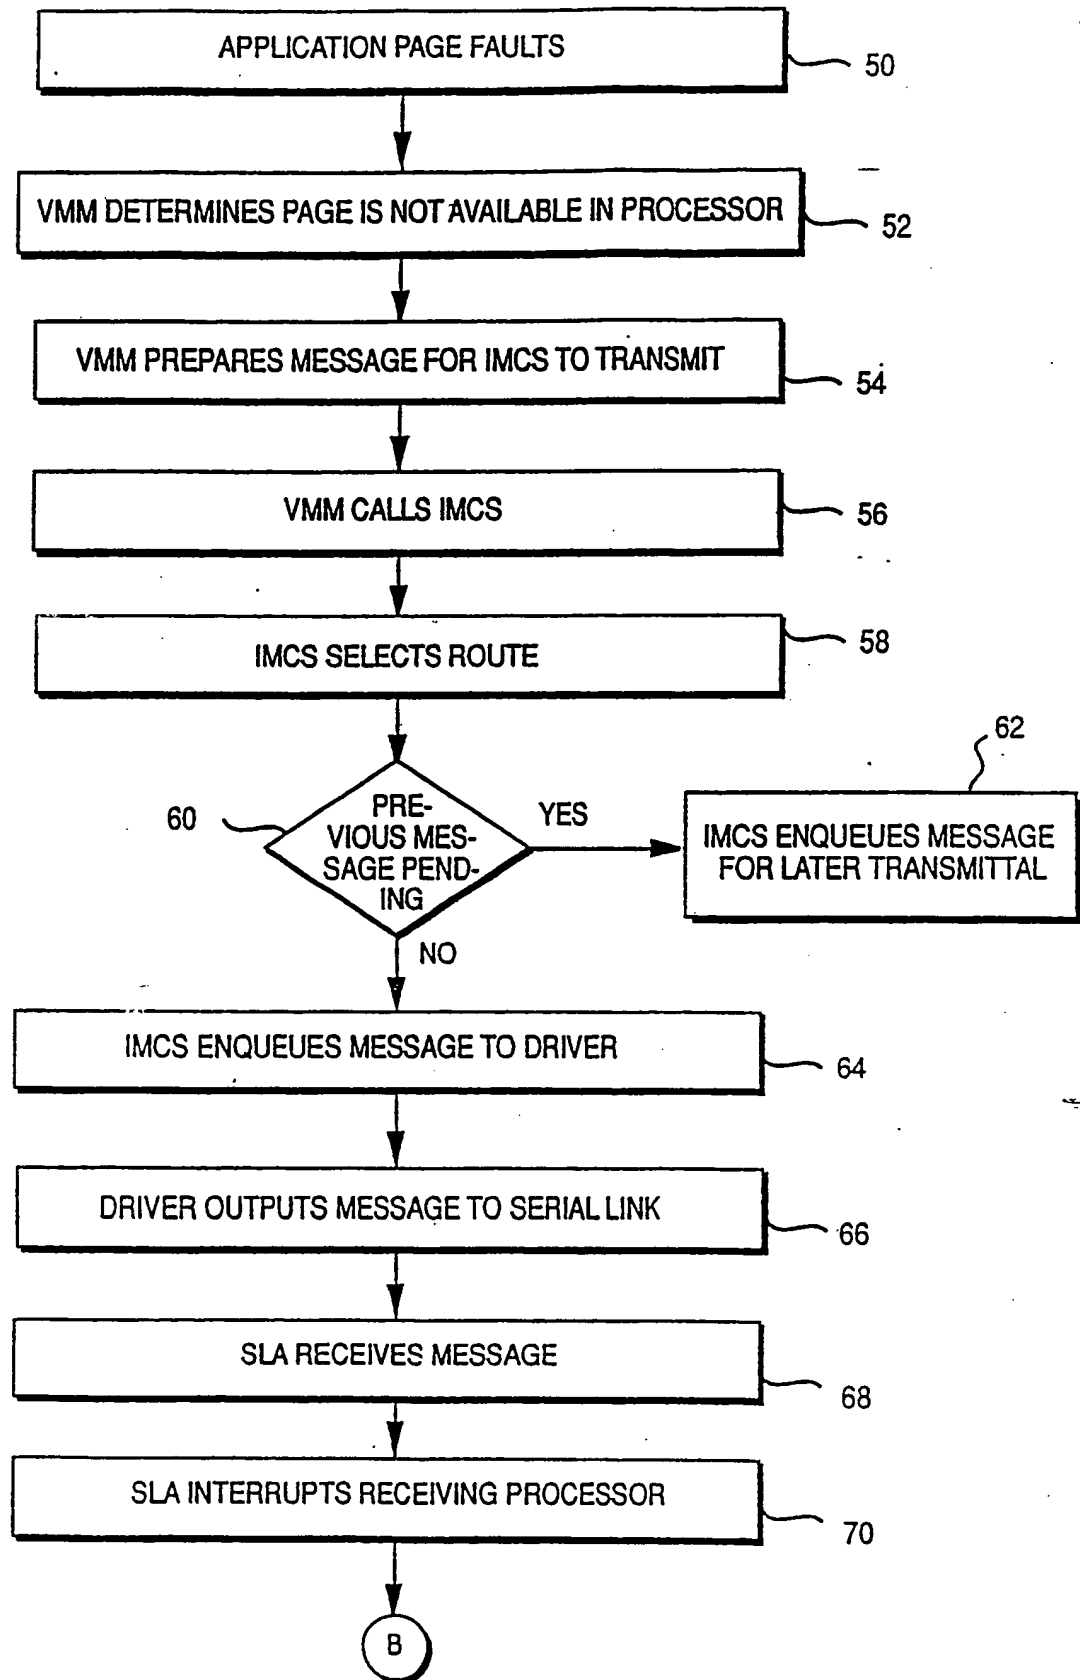 APPLICATION PAGE FAULTS
50
VMM DETERMINES PAGE IS NOT AVAILABLE IN PROCESSOR
52
VMM PREPARES MESSAGE FOR IMCS TO TRANSMIT
54
VMM CALLS IMCS
56
IMCS SELECTS ROUTE
58
60
PRE-
VIOUS MES-
SAGE PEND-
ING
YES
62
IMCS ENQUEUES MESSAGE
FOR LATER TRANSMITTAL
NO
IMCS ENQUEUES MESSAGE TO DRIVER
64
DRIVER OUTPUTS MESSAGE TO SERIAL LINK
66
SLA RECEIVES MESSAGE
68
SLA INTERRUPTS RECEIVING PROCESSOR
70
B